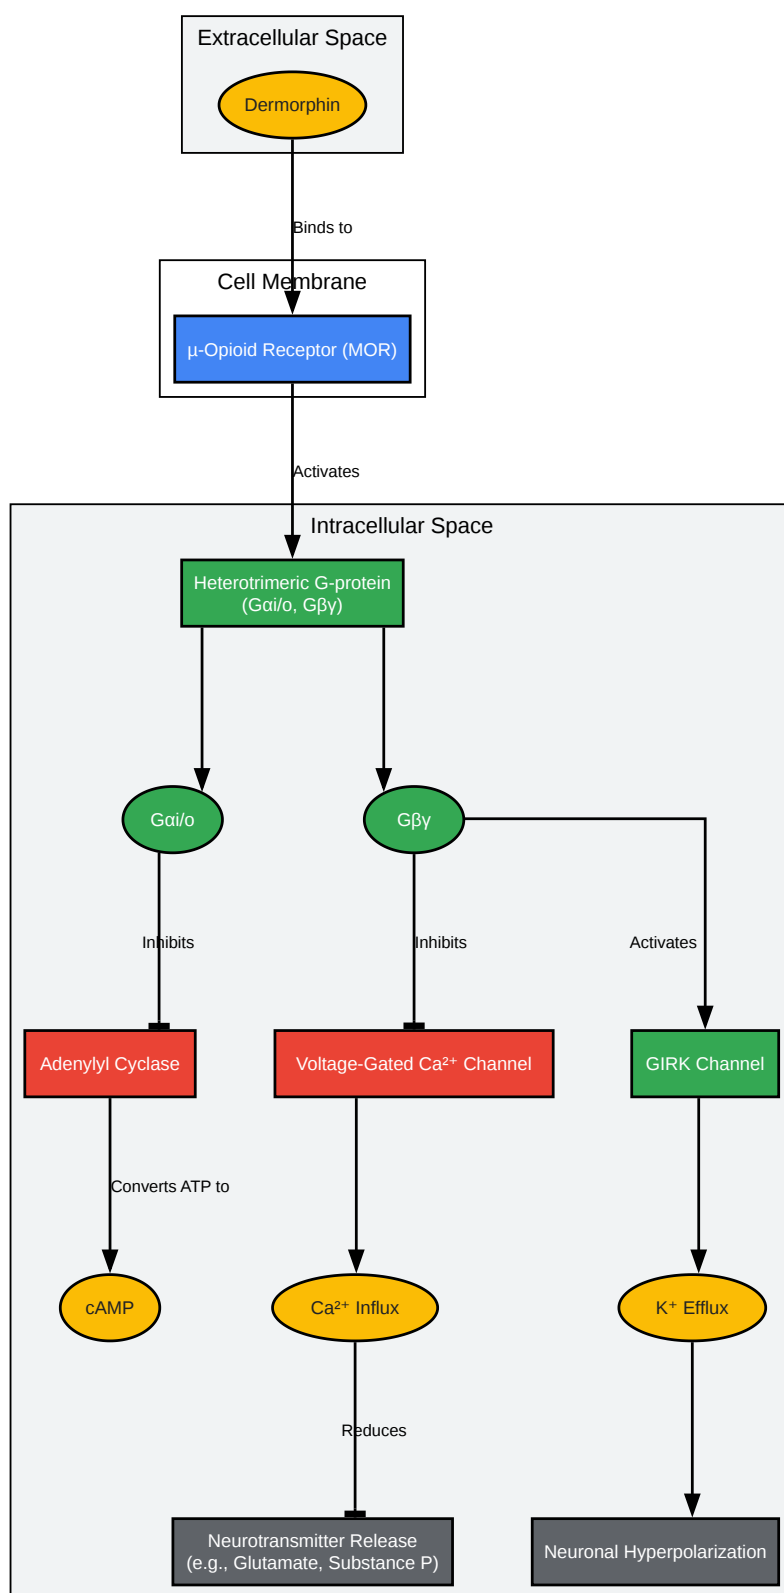 Extracellular Space
Dermorphin
Binds to
Cell Membrane
µ-Opioid Receptor (MOR)
Activates
Intracellular Space
Heterotrimeric G-protein
(Gαi/o, Gβγ)
Gαi/o
Gβγ
Inhibits
Inhibits
Activates
Adenylyl Cyclase
Voltage-Gated Ca²⁺ Channel
GIRK Channel
Converts ATP to
cAMP
Ca²⁺ Influx
K⁺ Efflux
Reduces
Neurotransmitter Release
(e.g., Glutamate, Substance P)
Neuronal Hyperpolarization